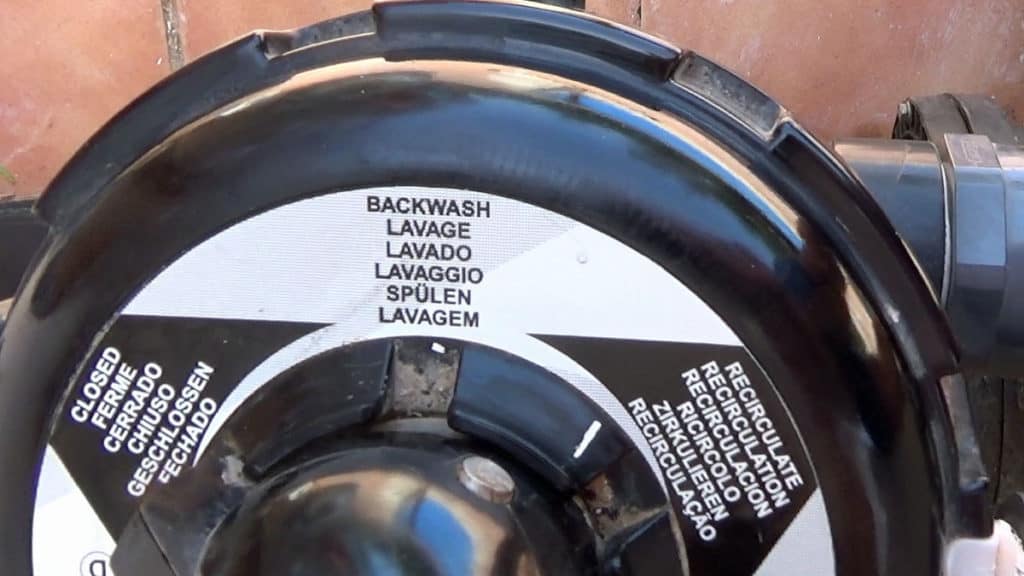 BACKWASH
LAVAGE
LAVADO
LAVAGGIO
SPÜLEN
LAVAGEM
CLOSED
FERME
CERRADO
CHIUSO
GESCHLOSSEN
FECHADO
RECIRCULATE
RECIRCULATION
RECIRCULACION
RICIRCOLO
ZIRKULIEREN
RECIRCULAÇÃO